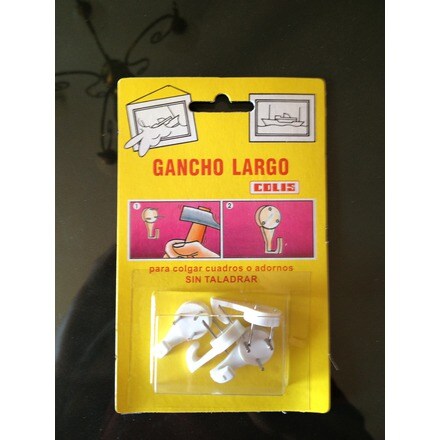 GANCHO LARGO
COLIS
1
2
para colgar cuadros o adornos
SIN TALADRAR